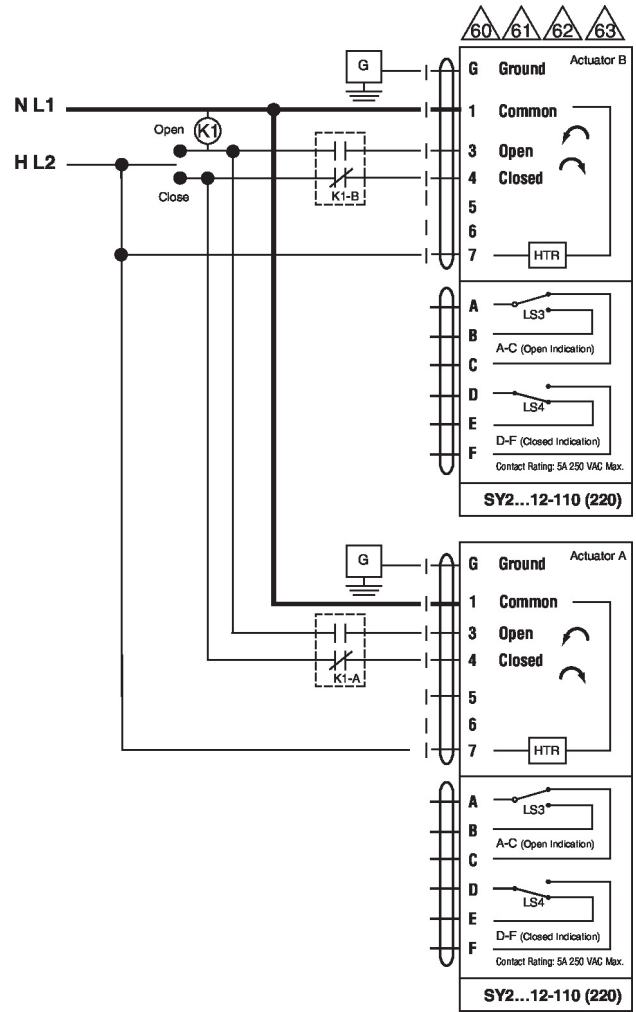 60 61 62 63
G G Ground Actuator B
N L1 1 Common
Open K1 3 Open
H L2 4 Closed
Close K1-B 5
6
7 HTR
A LS3
B
A-C (Open Indication)
C
D LS4
E
D-F (Closed Indication)
F
Contact Rating: 5A 250 VAC Max.
SY2...12-110 (220)
G G Ground Actuator A
1 Common
3 Open
4 Closed
K1-A 5
6
7 HTR
A LS3
B
A-C (Open Indication)
C
D LS4
E
D-F (Closed Indication)
F
Contact Rating: 5A 250 VAC Max.
SY2...12-110 (220)